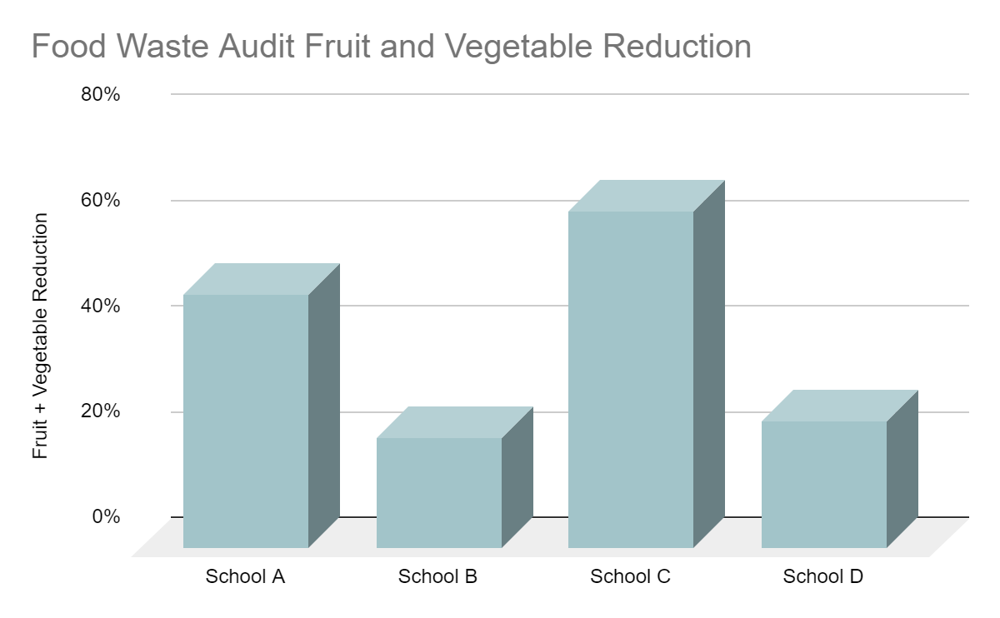 Food Waste Audit Fruit and Vegetable Reduction
80%
60%
40%
20%
0%
Fruit + Vegetable Reduction
School A
School B
School C
School D